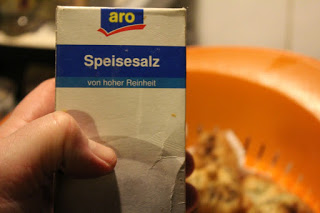 aro
Speisesalz
von hoher Reinheit